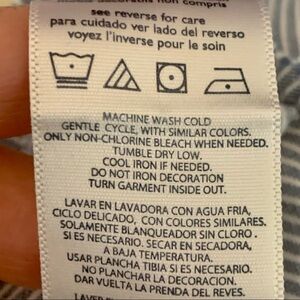 non compris
see reverse for care
para cuidado ver lado del reverso
voyez l'inverse pour le soin
MACHINE WASH COLD
GENTLE CYCLE, WITH SIMILAR COLORS.
ONLY NON-CHLORINE BLEACH WHEN NEEDED.
TUMBLE DRY LOW.
COOL IRON IF NEEDED.
DO NOT IRON DECORATION
TURN GARMENT INSIDE OUT.
LAVAR EN LAVADORA CON AGUA FRIA,
CICLO DELICADO, CON COLORES SIMILARES.
SOLAMENTE BLANQUEADOR SIN CLORO .
SI ES NECESARIO. SECAR EN SECADORA,
A BAJA TEMPERATURA.
USAR PLANCHA TIBIA SI ES NECESARIO.
NO PLANCHAR LA DECORACION.
DAR VUELTA LA PRENDA DEL REVES.